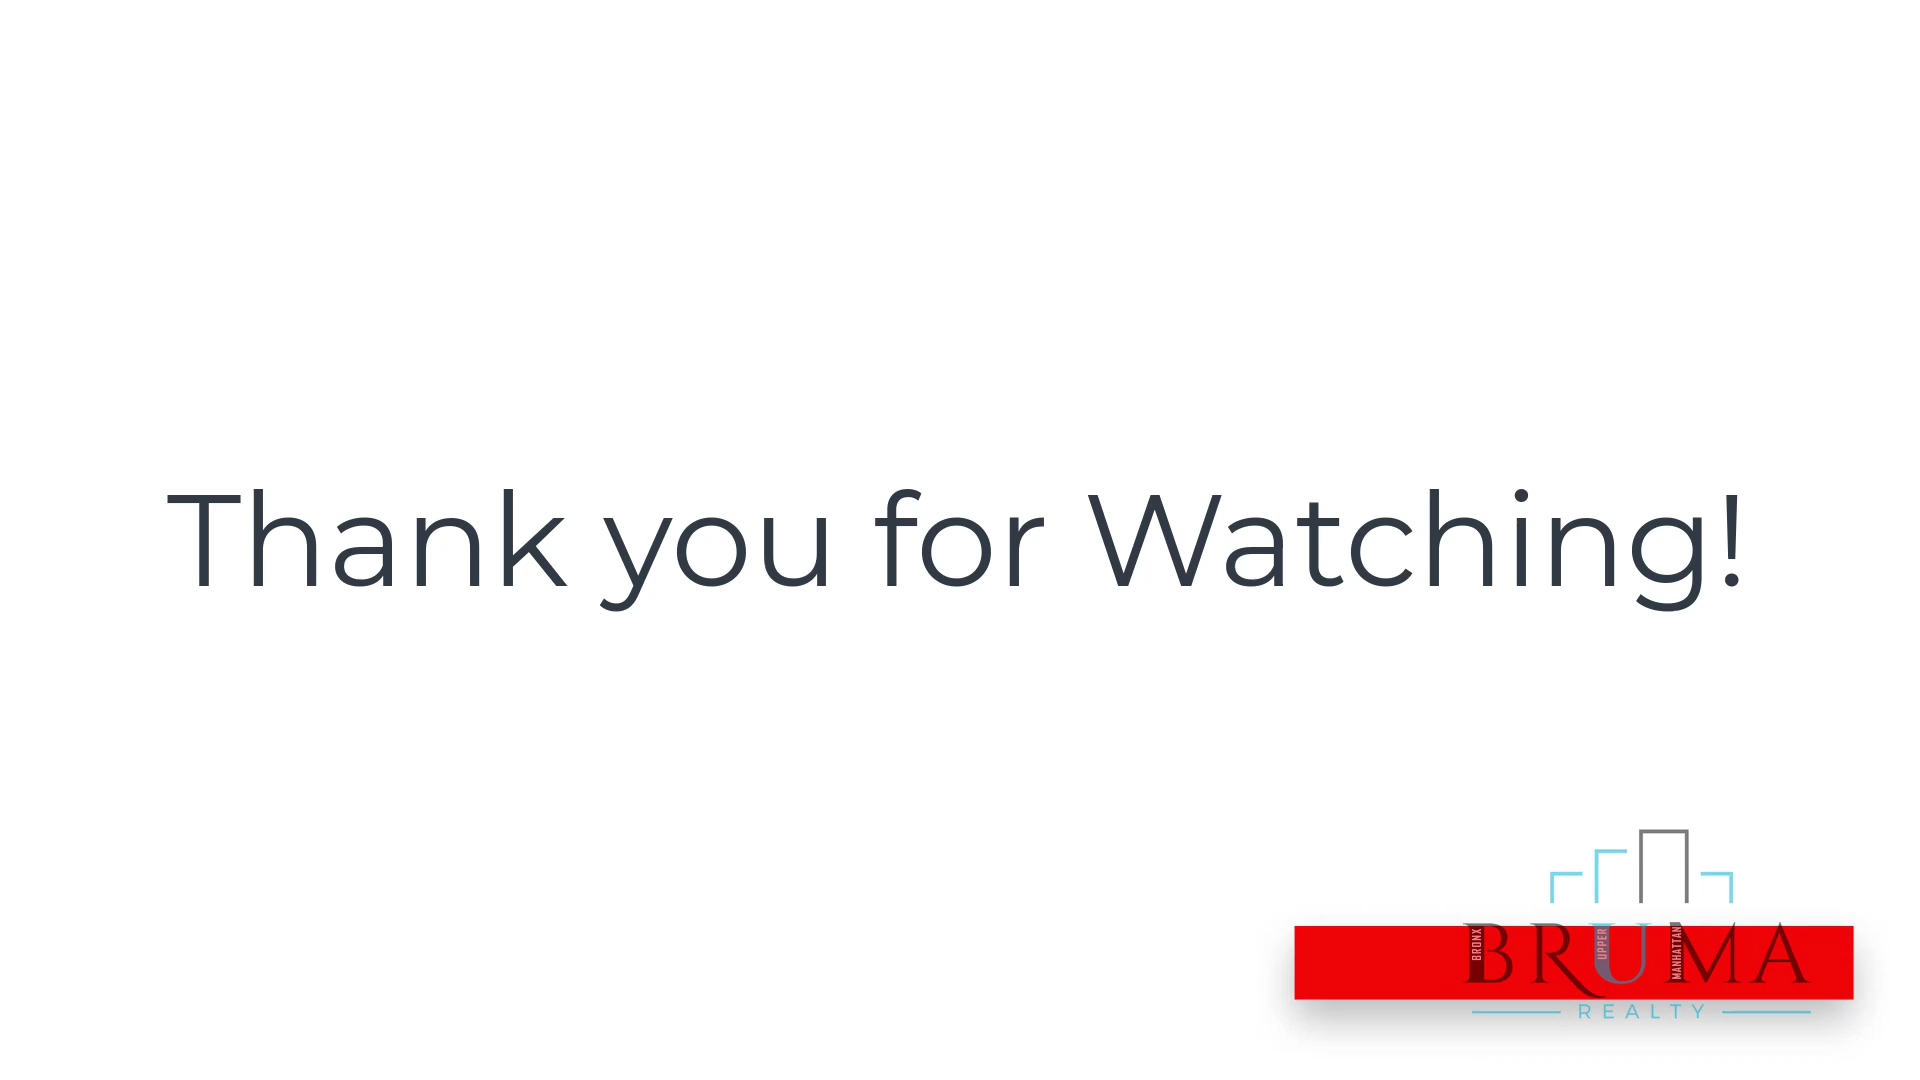 Thank you for Watching!
BRONX
UPPER
MANHATTAN
BRUMA
REALTY